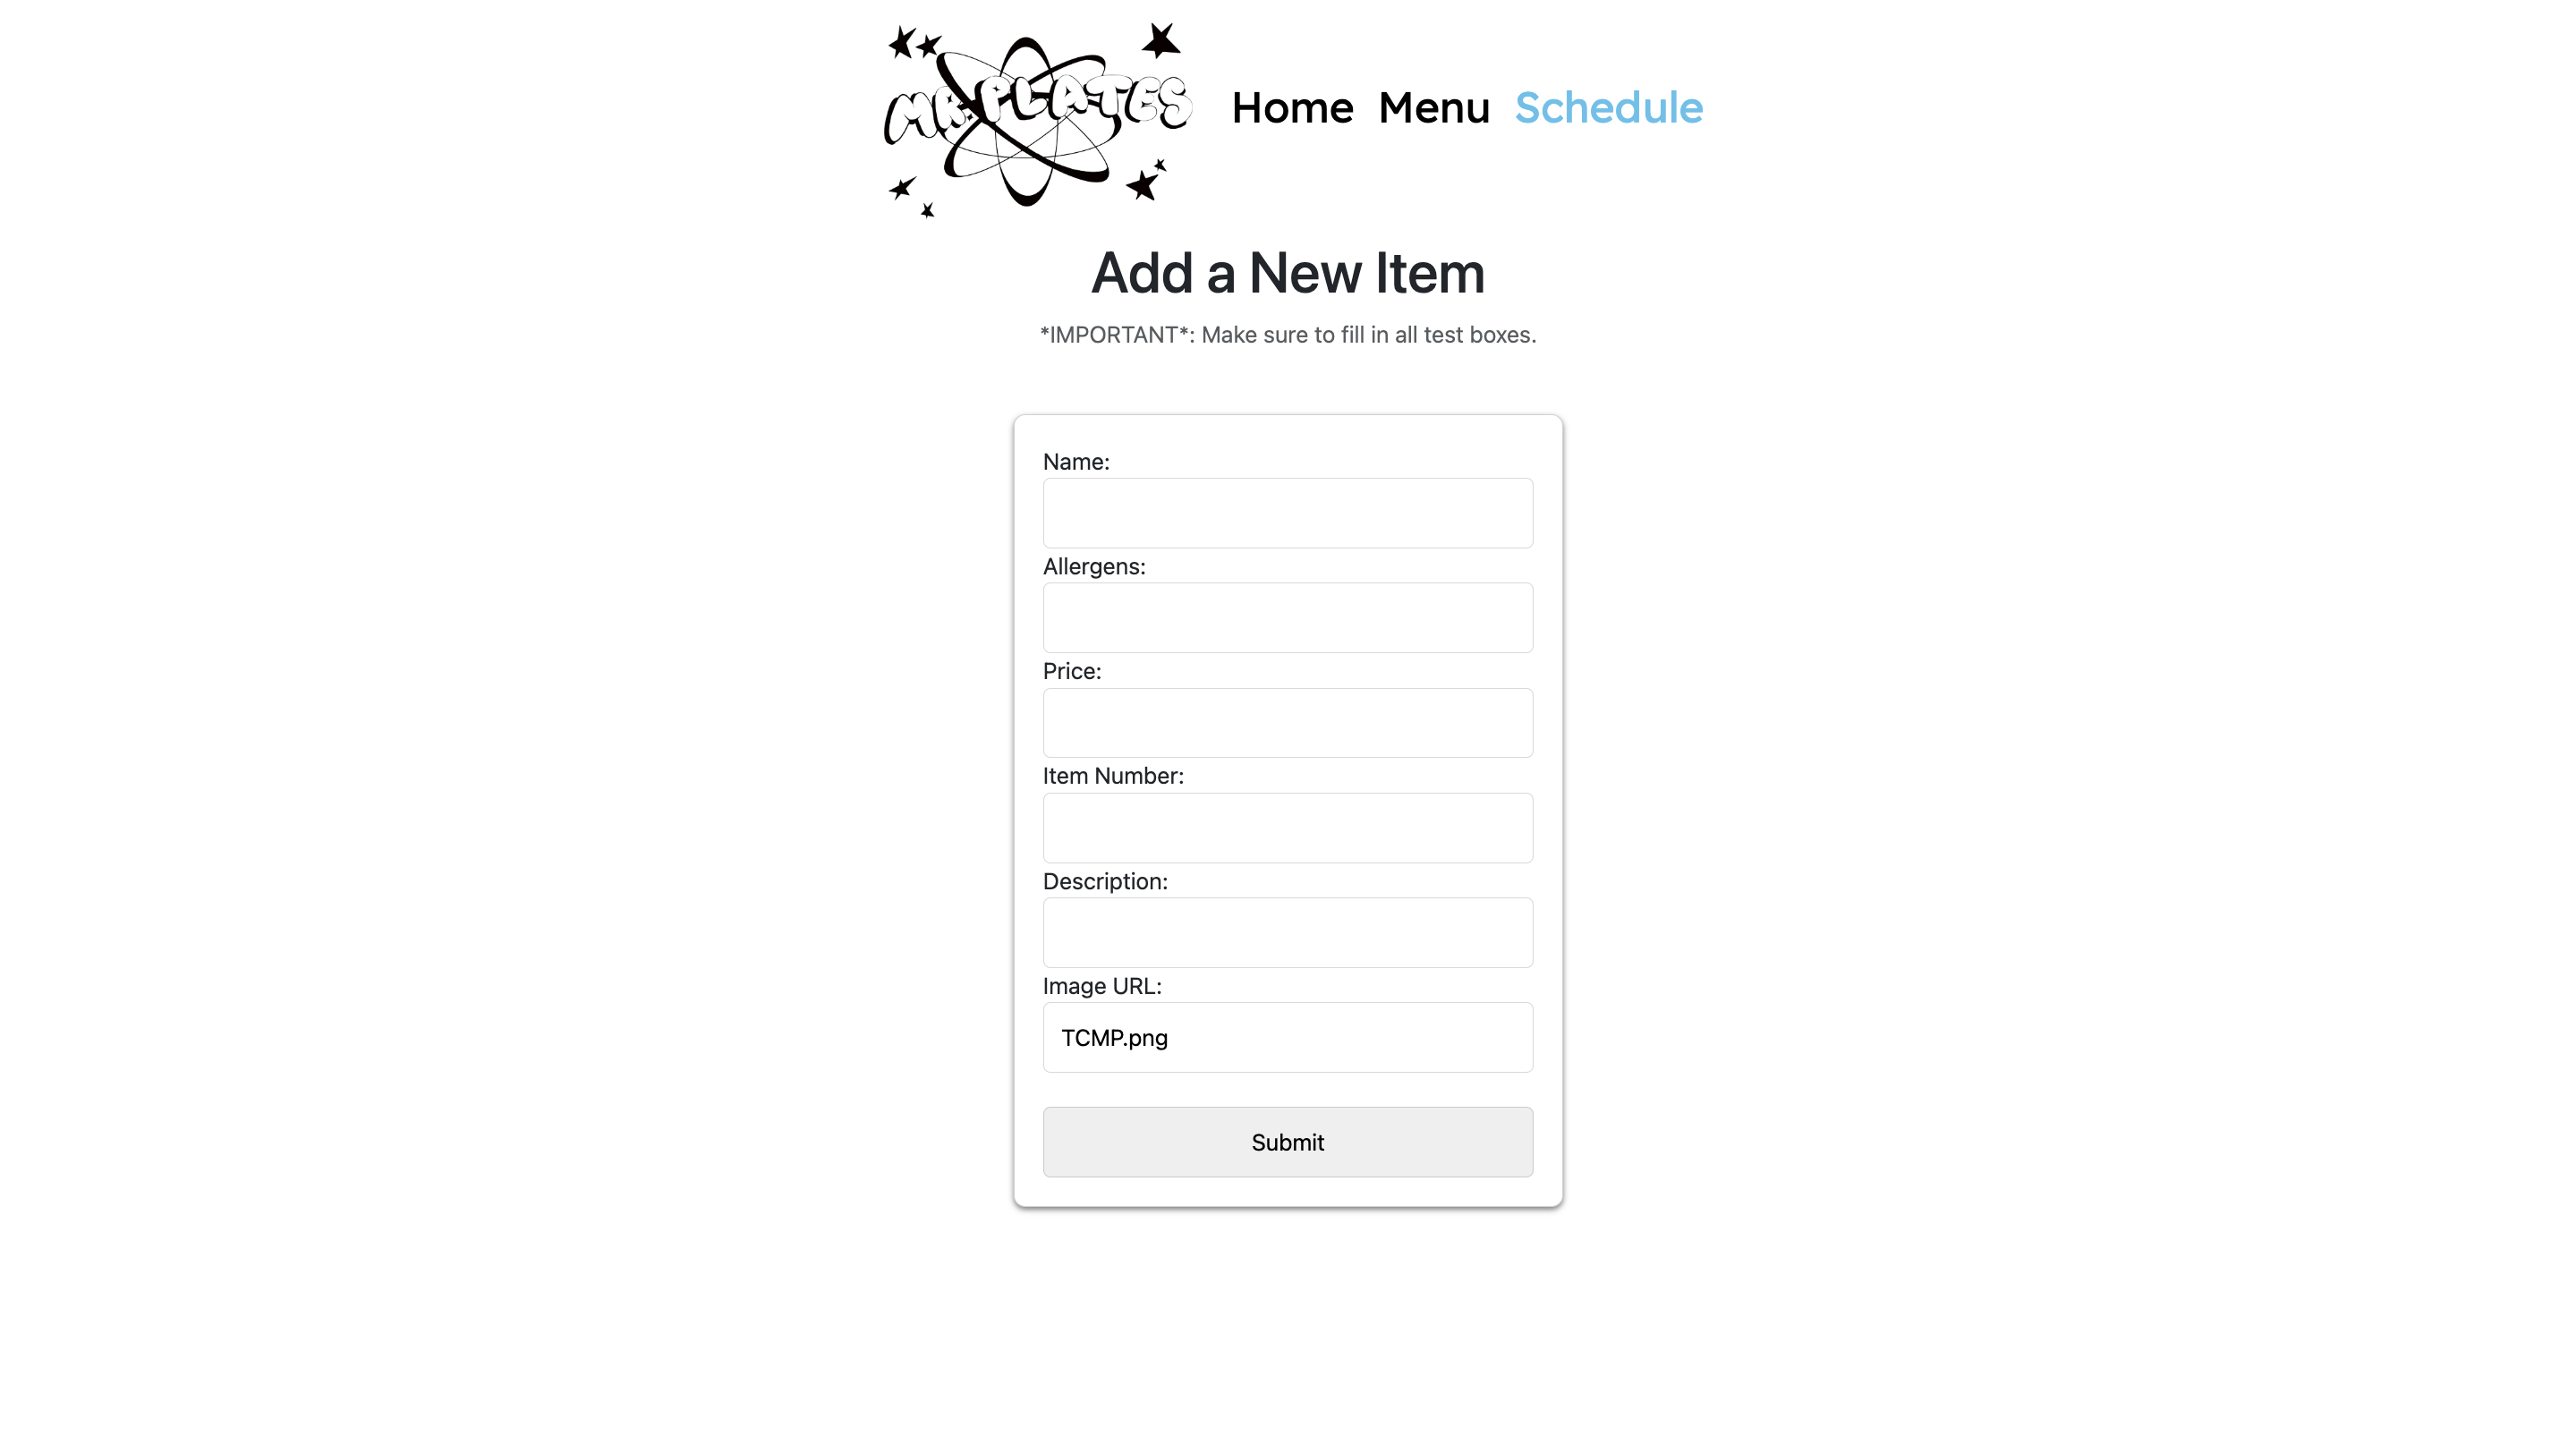 MR. PLATES
Home Menu Schedule
Add a New Item
*IMPORTANT*: Make sure to fill in all test boxes.
Name:
Allergens:
Price:
Item Number:
Description:
Image URL:
TCMP.png
Submit